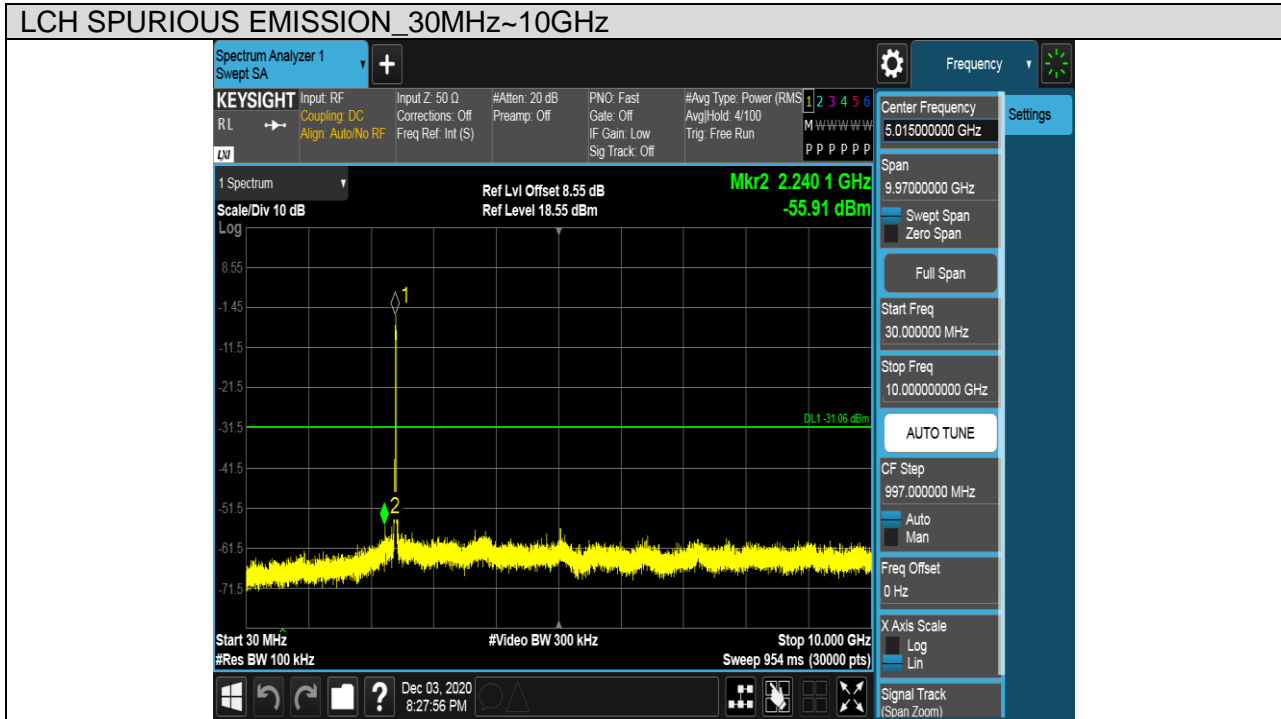 LCH SPURIOUS EMISSION_30MHz~10GHz
Spectrum Analyzer 1
Swept SA
Frequency
KEYSIGHT
RL
LXI
Input: RF
Coupling: DC
Align: Auto/No RF
Input Z: 50 Ω
Corrections: Off
Freq Ref: Int (S)
#Atten: 20 dB
Preamp: Off
PNO: Fast
Gate: Off
IF Gain: Low
Sig Track: Off
#Avg Type: Power (RMS
Avg|Hold: 4/100
Trig: Free Run
1 2 3 4 5 6
M W W W W W
P P P P P P
1 Spectrum
Scale/Div 10 dB
Log
Ref Lvl Offset 8.55 dB
Ref Level 18.55 dBm
Mkr2 2.240 1 GHz
-55.91 dBm
8.55
-1.45
-11.5
-21.5
-31.5
-41.5
-51.5
-61.5
-71.5
1
2
DL1 -31.06 dBm
Start 30 MHz
#Res BW 100 kHz
#Video BW 300 kHz
Stop 10.000 GHz
Sweep 954 ms (30000 pts)
Center Frequency
5.015000000 GHz
Settings
Span
9.97000000 GHz
Swept Span
Zero Span
Full Span
Start Freq
30.000000 MHz
Stop Freq
10.000000000 GHz
AUTO TUNE
CF Step
997.000000 MHz
Auto
Man
Freq Offset
0 Hz
X Axis Scale
Log
Lin
Signal Track
(Span Zoom)
?
Dec 03, 2020
8:27:56 PM